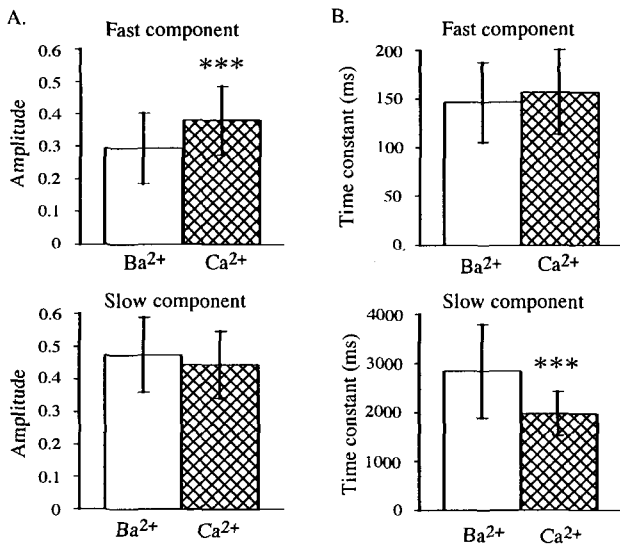 A.
Fast component
0.6
0.5
0.4
0.3
0.2
0.1
0
Amplitude
***
Ba2+ Ca2+
Slow component
0.6
0.5
0.4
0.3
0.2
0.1
0
Amplitude
Ba2+ Ca2+
B.
Fast component
200
150
100
50
0.
Time constant (ms)
Ba2+ Ca2+
Slow component
4000
3000
2000
1000
0
Time constant (ms)
***
Ba2+ Ca2+